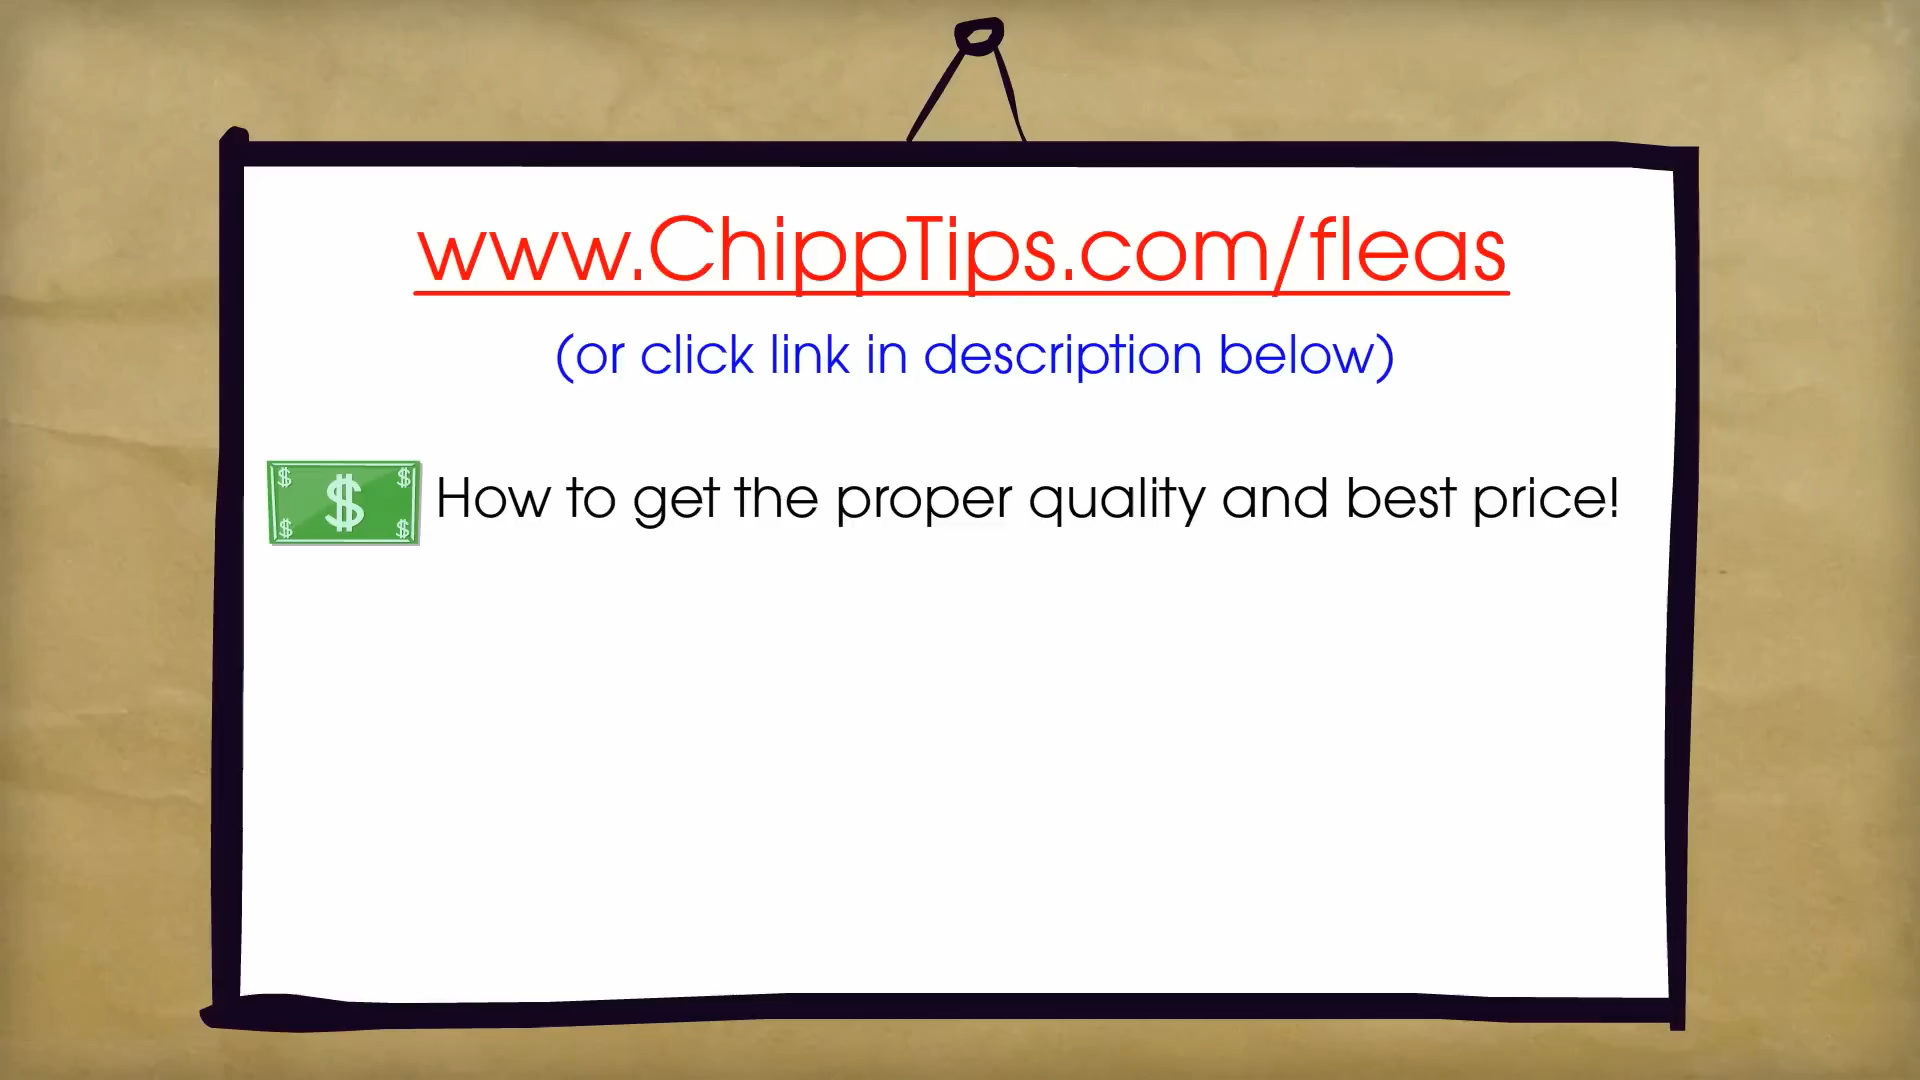 www.ChippTips.com/fleas
(or click link in description below)
$ $ $ $ $ How to get the proper quality and best price!